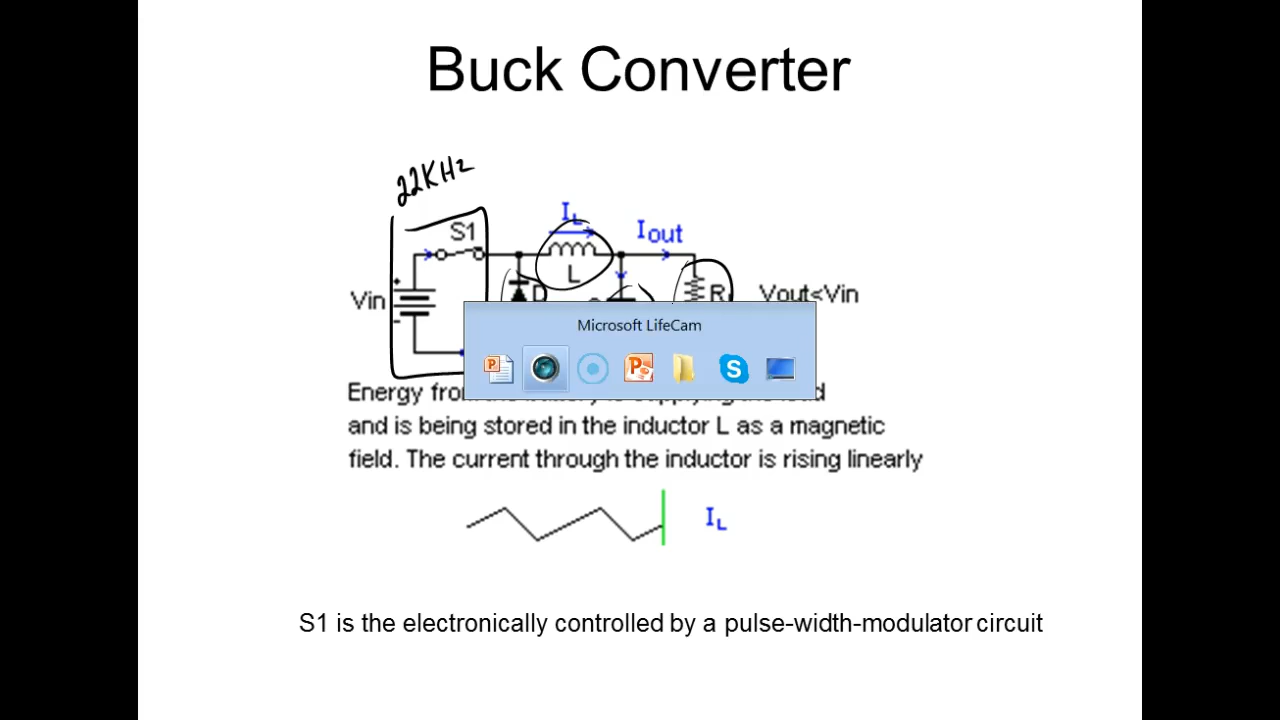 Buck Converter
22KHz
IL
S1
Iout
L
D
R
Vin
+
-
Vout<Vin
Microsoft LifeCam
P
P
S
Energy
and is being stored in the inductor L as a magnetic
field. The current through the inductor is rising linearly
IL
S1 is the electronically controlled by a pulse-width-modulator circuit